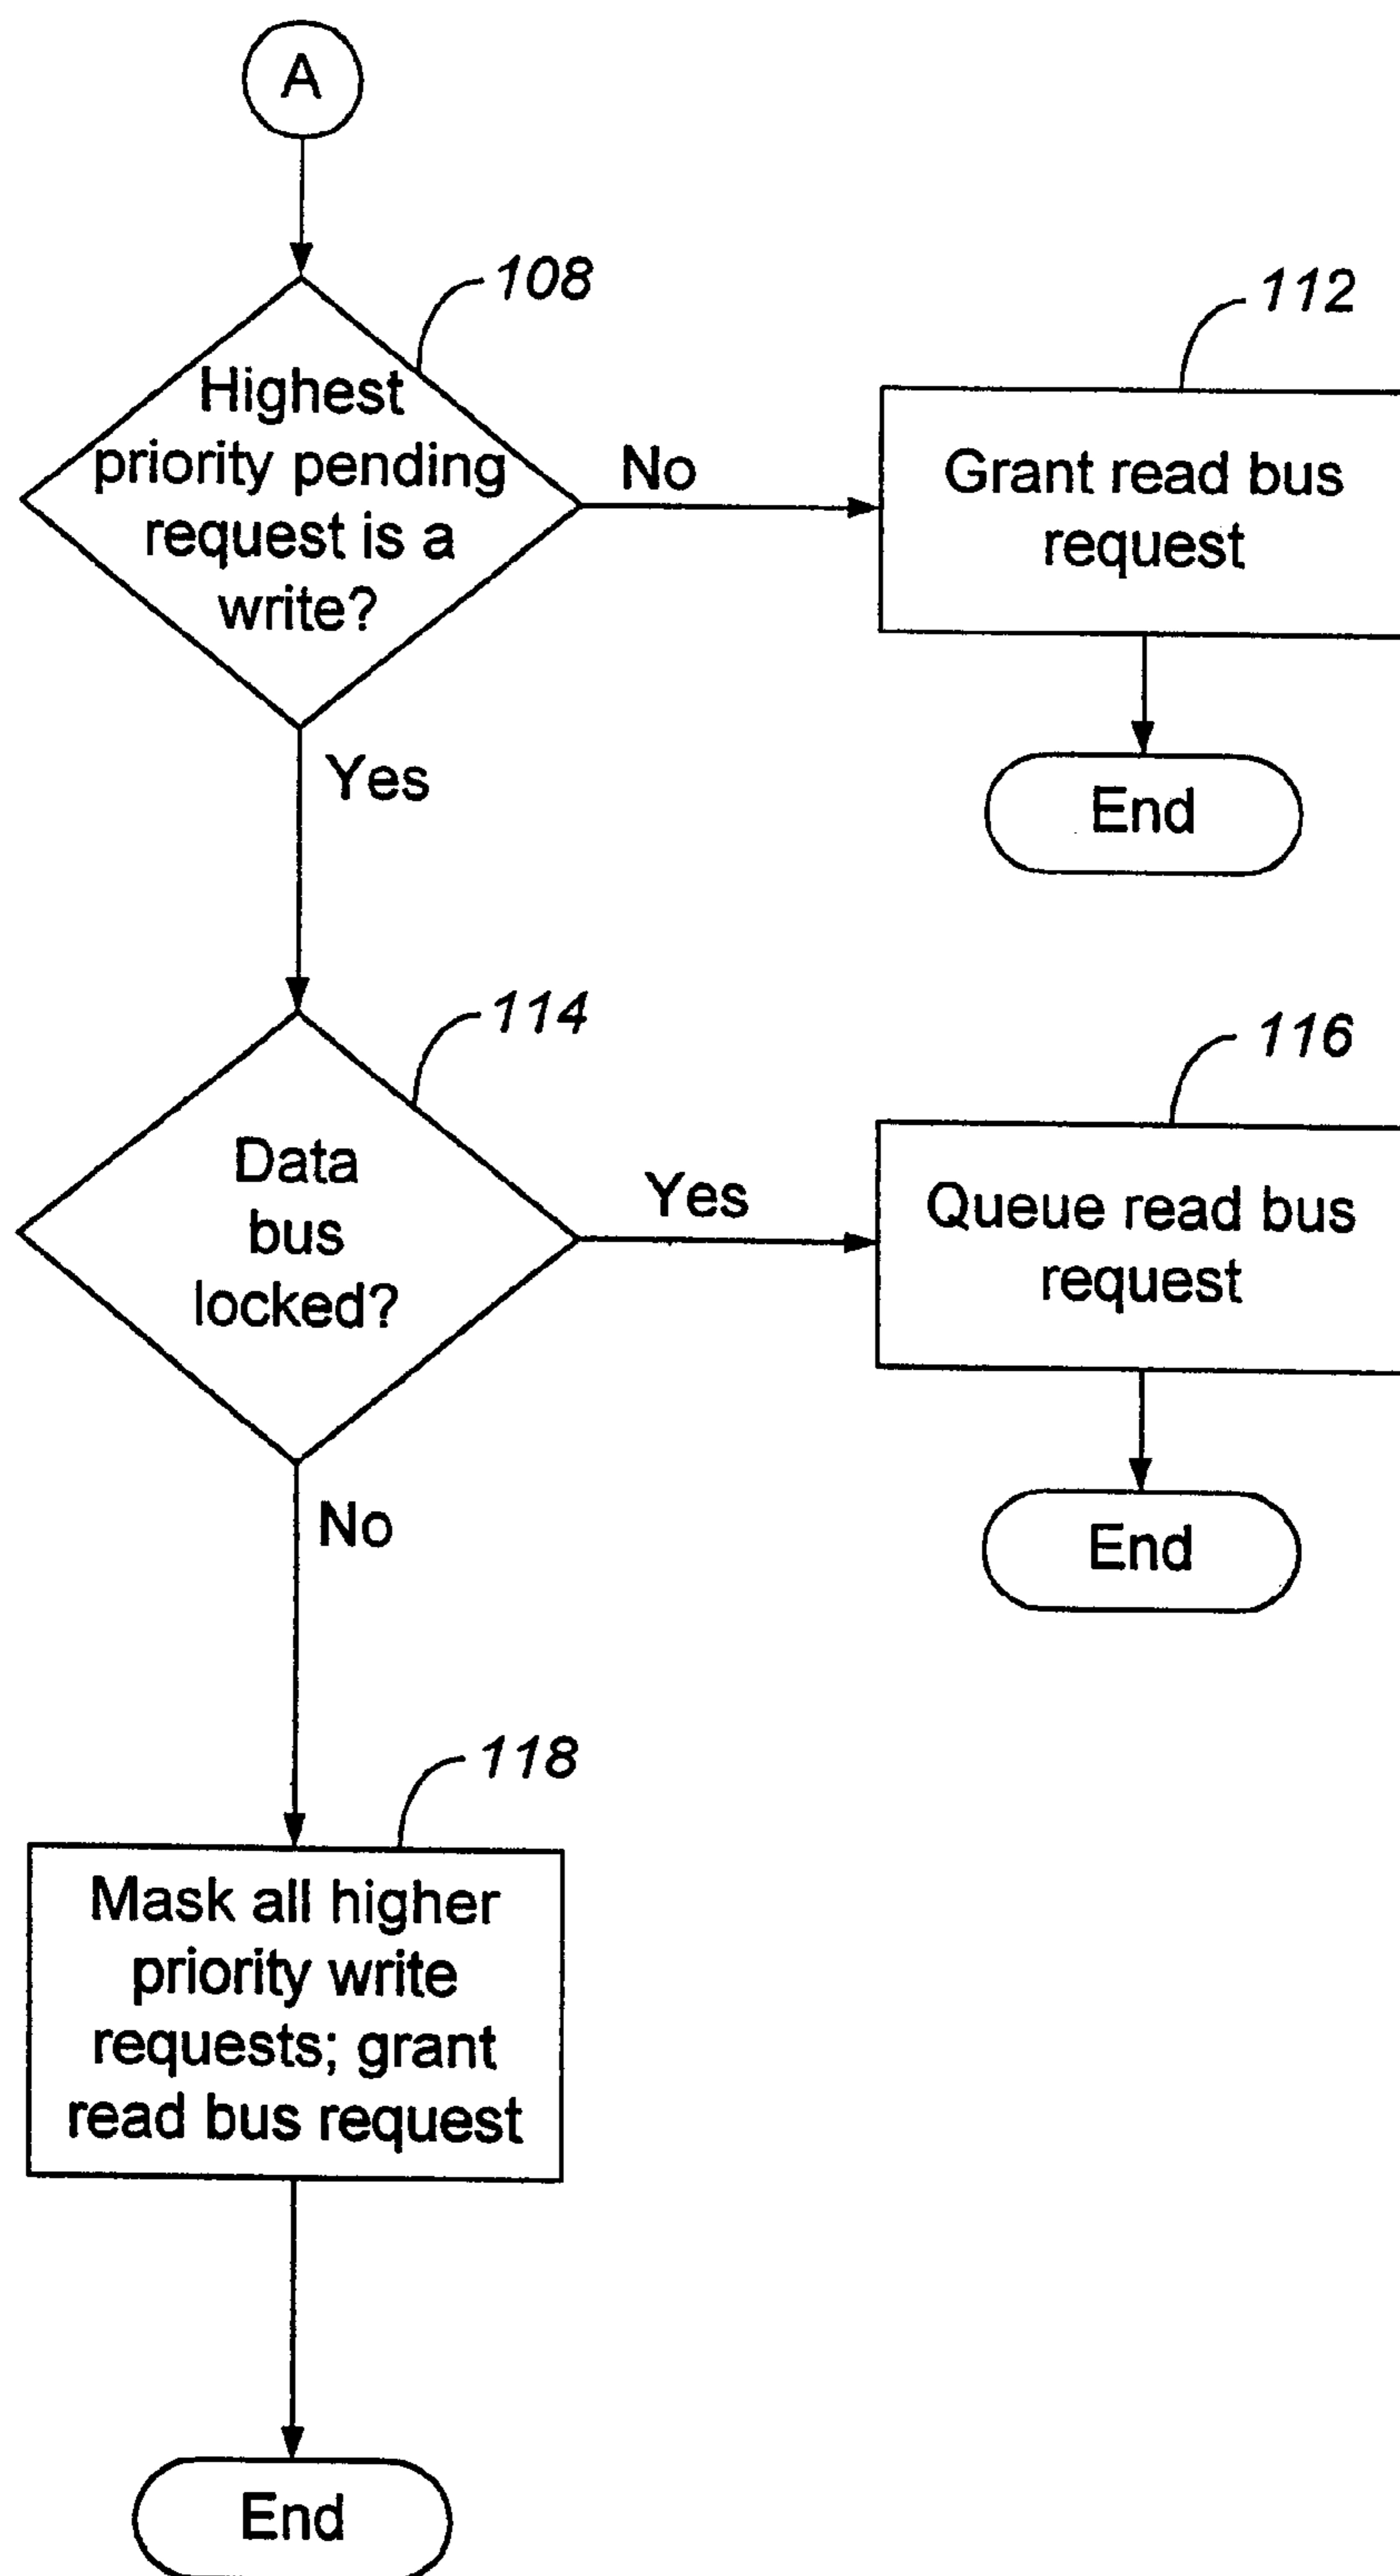 A
108
Highest
priority pending
request is a
write?
No
112
Grant read bus
request
End
Yes
114
Data
bus
locked?
Yes
116
Queue read bus
request
End
No
118
Mask all higher
priority write
requests; grant
read bus request
End